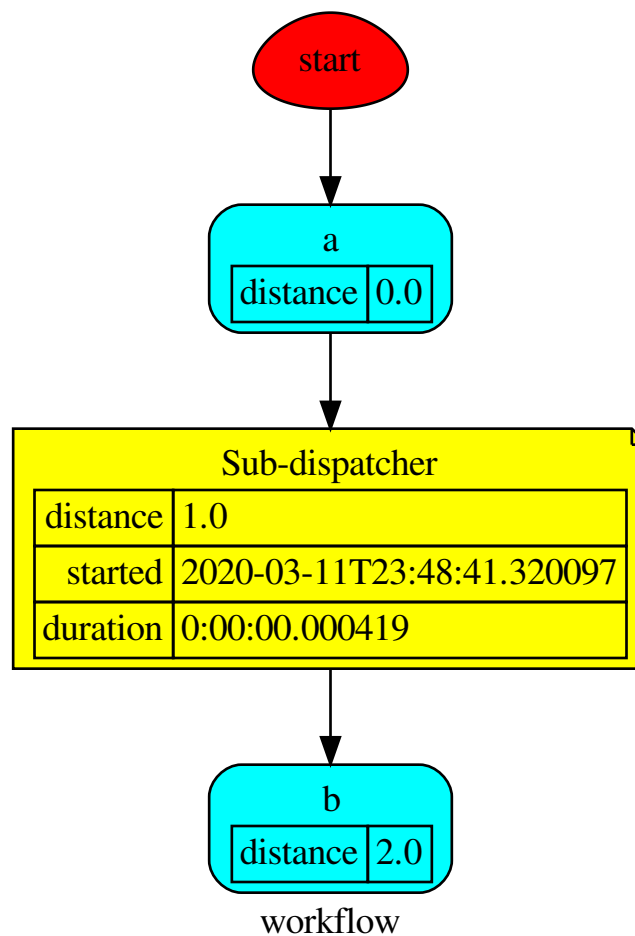 start
a
distance 0.0
Sub-dispatcher
distance 1.0
started 2020-03-11T23:48:41.320097
duration 0:00:00.000419
b
distance 2.0
workflow